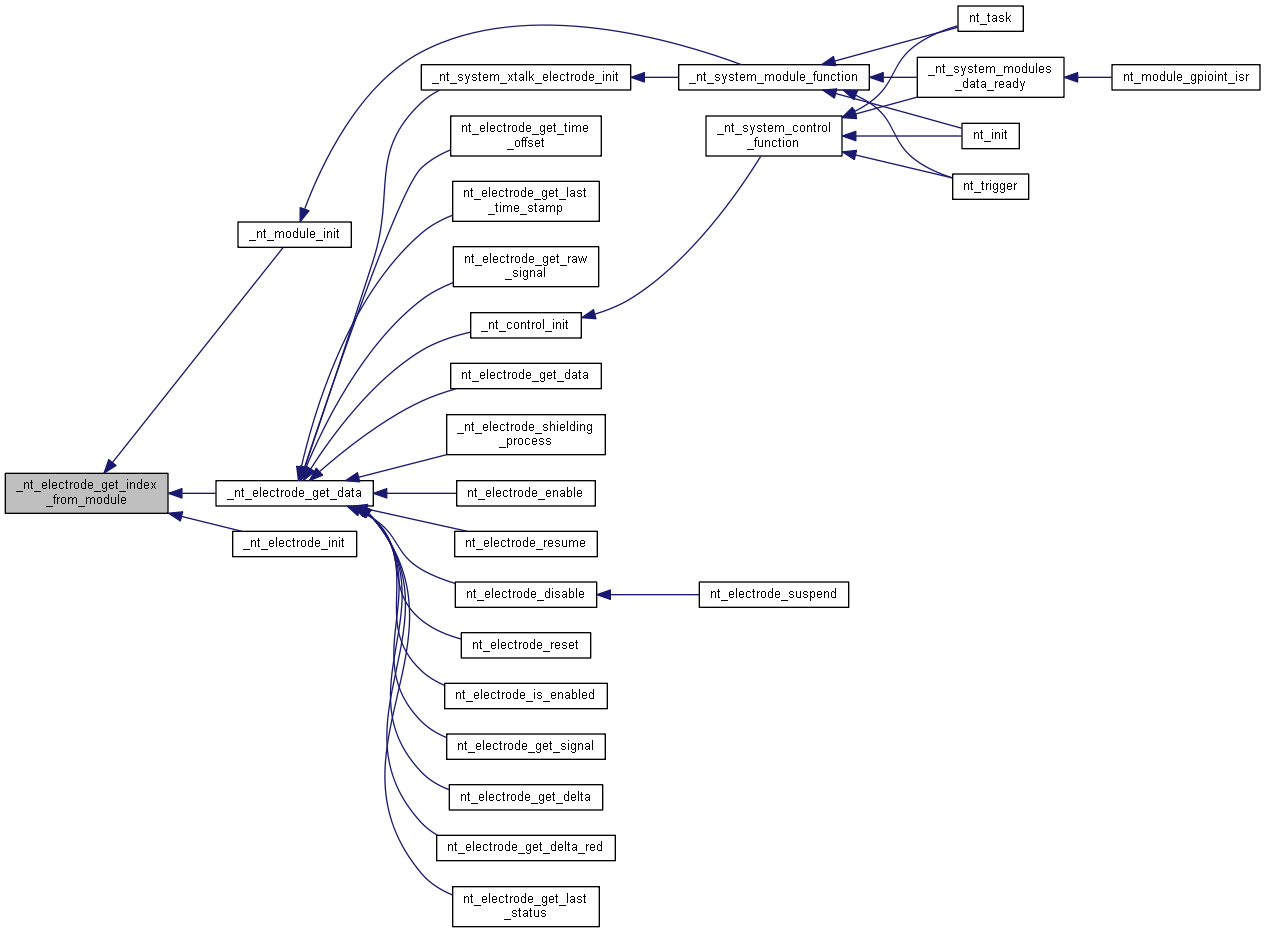 nt_task
_nt_system_xtalk_electrode_init
_nt_system_module_function
_nt_system_modules
_data_ready
nt_module_gpioint_isr
nt_electrode_get_time
_offset
_nt_system_control
_function
nt_init
nt_electrode_get_last
_time_stamp
nt_trigger
_nt_module_init
nt_electrode_get_raw
_signal
_nt_control_init
nt_electrode_get_data
_nt_electrode_shielding
_process
_nt_electrode_get_index
_from_module
_nt_electrode_get_data
nt_electrode_enable
_nt_electrode_init
nt_electrode_resume
nt_electrode_disable
nt_electrode_suspend
nt_electrode_reset
nt_electrode_is_enabled
nt_electrode_get_signal
nt_electrode_get_delta
nt_electrode_get_delta_red
nt_electrode_get_last
_status